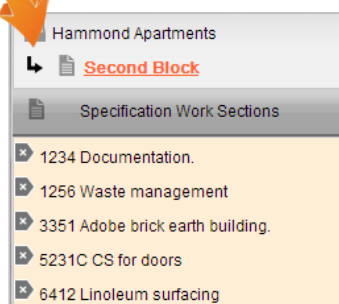 Hammond Apartments
Second Block
Specification Work Sections
1234 Documentation.
1256 Waste management
3351 Adobe brick earth building.
5231C CS for doors
6412 Linoleum surfacing